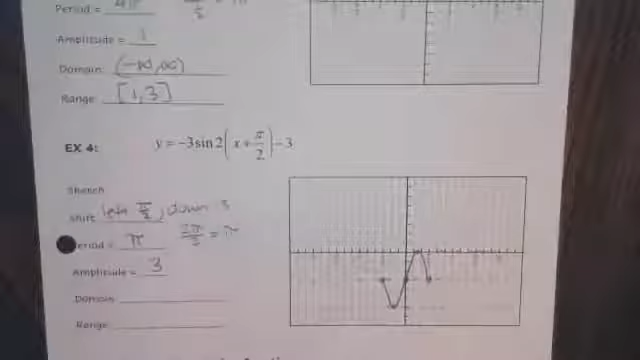 Period =
Amplitude = 1
Domain: (-∞,∞)
Range: [1, 3]
EX 4: y = -3sin2(x + π/2) - 3
Sketch
Shift left π/2, down 3
Period = π 2π/2 = π
Amplitude = 3
Domain:
Range: